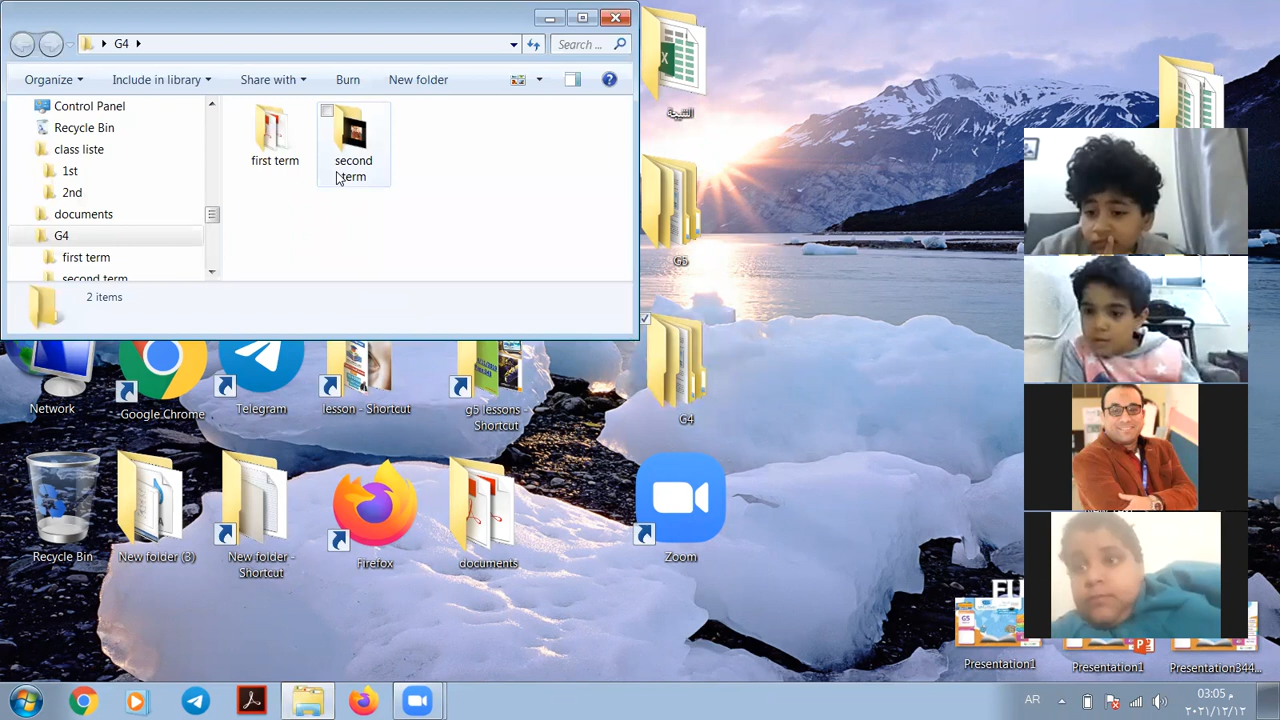 G4
Search ...
Organize
Include in library
Share with
Burn
New folder
Control Panel
Recycle Bin
class liste
1st
2nd
documents
G4
first term
second term
first term
second
term
2 items
النتيجة
G5
G4
Network
Google Chrome
Telegram
lesson - Shortcut
g5 lessons -
Shortcut
Recycle Bin
New folder (3)
New folder -
Shortcut
Firefox
documents
Zoom
Presentation1
Presentation1
Presentation344...
AR
03:05 م
٢٠٢١/١٢/١٢